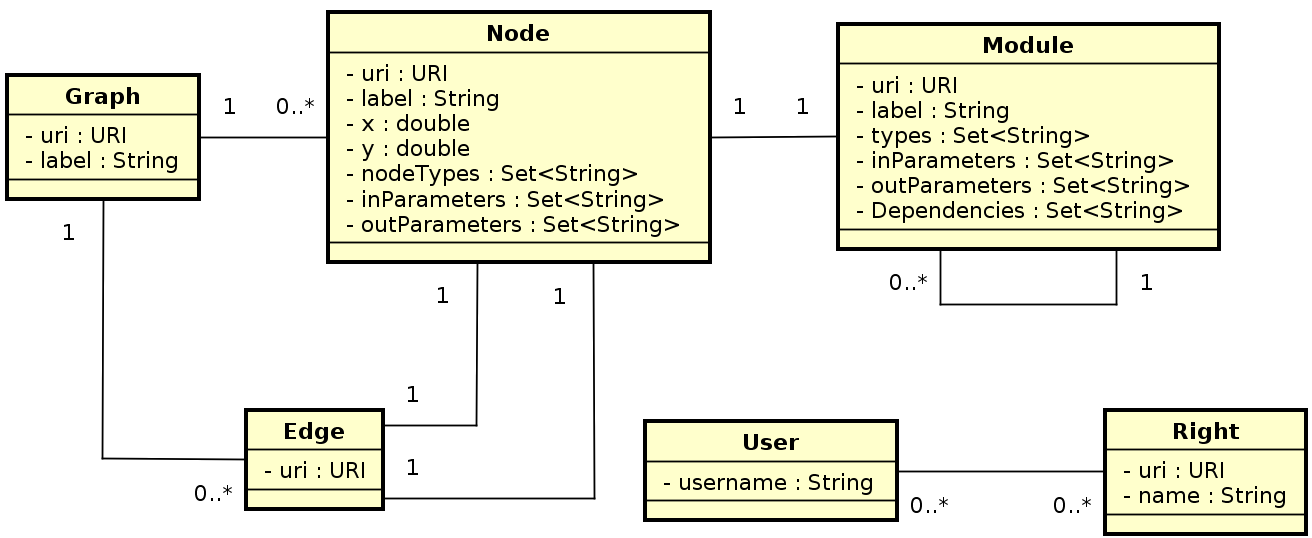 Graph
- uri : URI
- label : String
1
0..*
Node
- uri : URI
- label : String
- x : double
- y : double
- nodeTypes : Set<String>
- inParameters : Set<String>
- outParameters : Set<String>
1
1
Module
- uri : URI
- label : String
- types : Set<String>
- inParameters : Set<String>
- outParameters : Set<String>
- Dependencies : Set<String>
0..*
1
1
0..*
1
1
1
1
Edge
- uri : URI
User
- username : String
0..*
0..*
Right
- uri : URI
- name : String